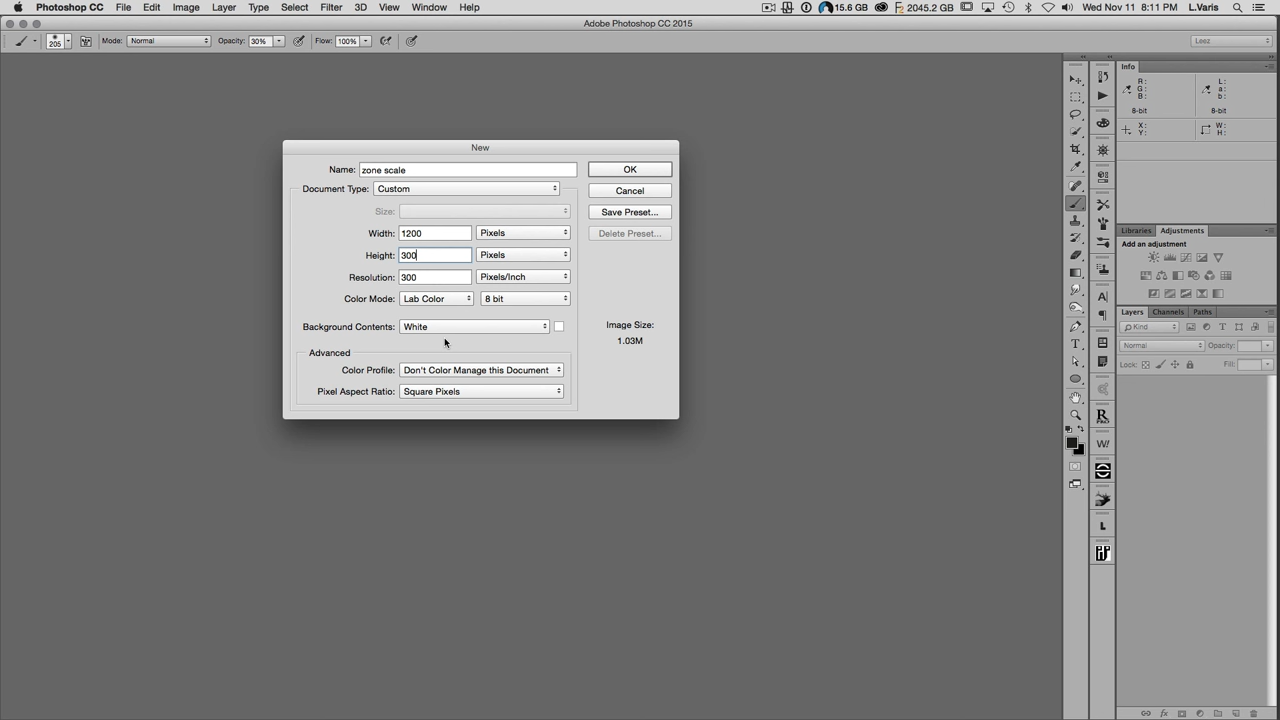 Photoshop CC File Edit Image Layer Type Select Filter 3D View Window Help 15.6 GB 2045.2 GB Wed Nov 11 8:11 PM L.Varis
Adobe Photoshop CC 2015
205 Mode: Normal Opacity: 30% Flow: 100% Leez
New
Name: zone scale OK
Document Type: Custom Cancel
Size: Save Preset...
Width: 1200 Pixels Delete Preset...
Height: 300 Pixels
Resolution: 300 Pixels/Inch
Color Mode: Lab Color 8 bit
Background Contents: White
Image Size:
1.03M
Advanced
Color Profile: Don't Color Manage this Document
Pixel Aspect Ratio: Square Pixels
Info
R: L:
G: a:
B: b:
8-bit 8-bit
X: W:
Y: H:
Libraries Adjustments
Add an adjustment
Layers Channels Paths
Kind
Normal Opacity:
Lock: Fill: